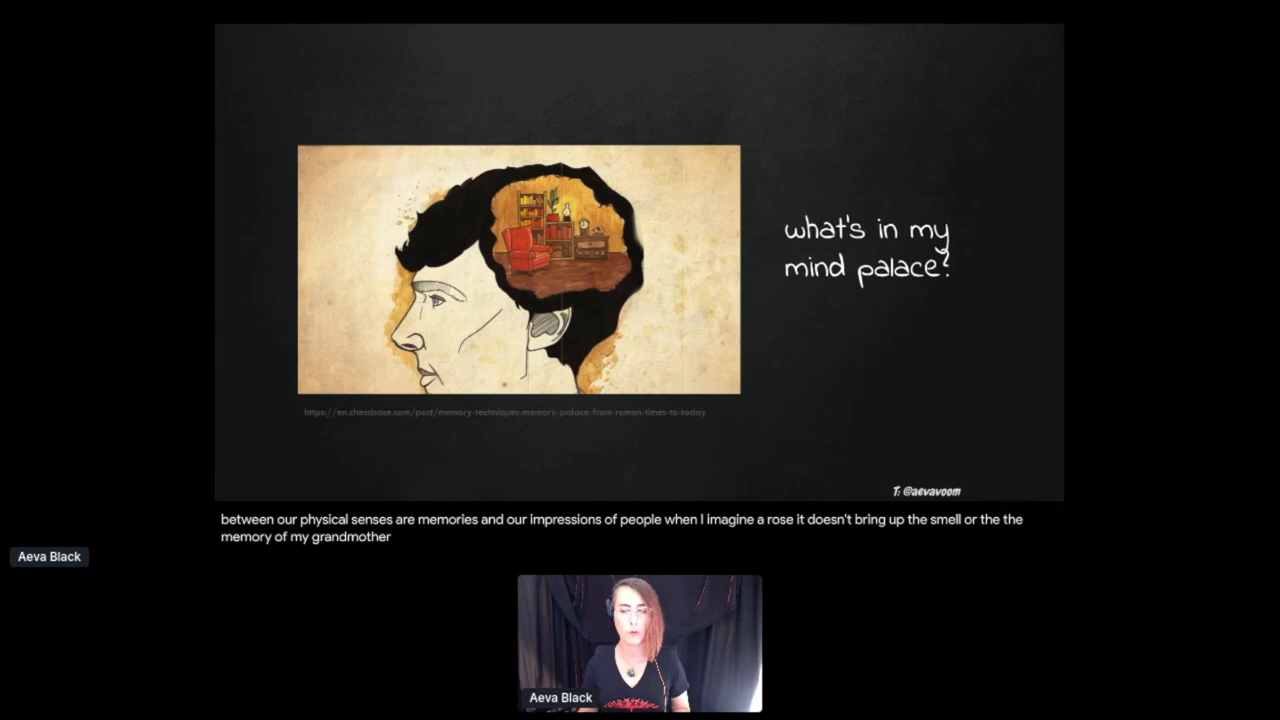 what's in my
mind palace?
https://en.chessbase.com/post/memory-techniques-memory-palace-from-roman-times-to-today
T: @aevavoom
between our physical senses are memories and our impressions of people when I imagine a rose it doesn't bring up the smell or the the
memory of my grandmother
Aeva Black
Aeva Black